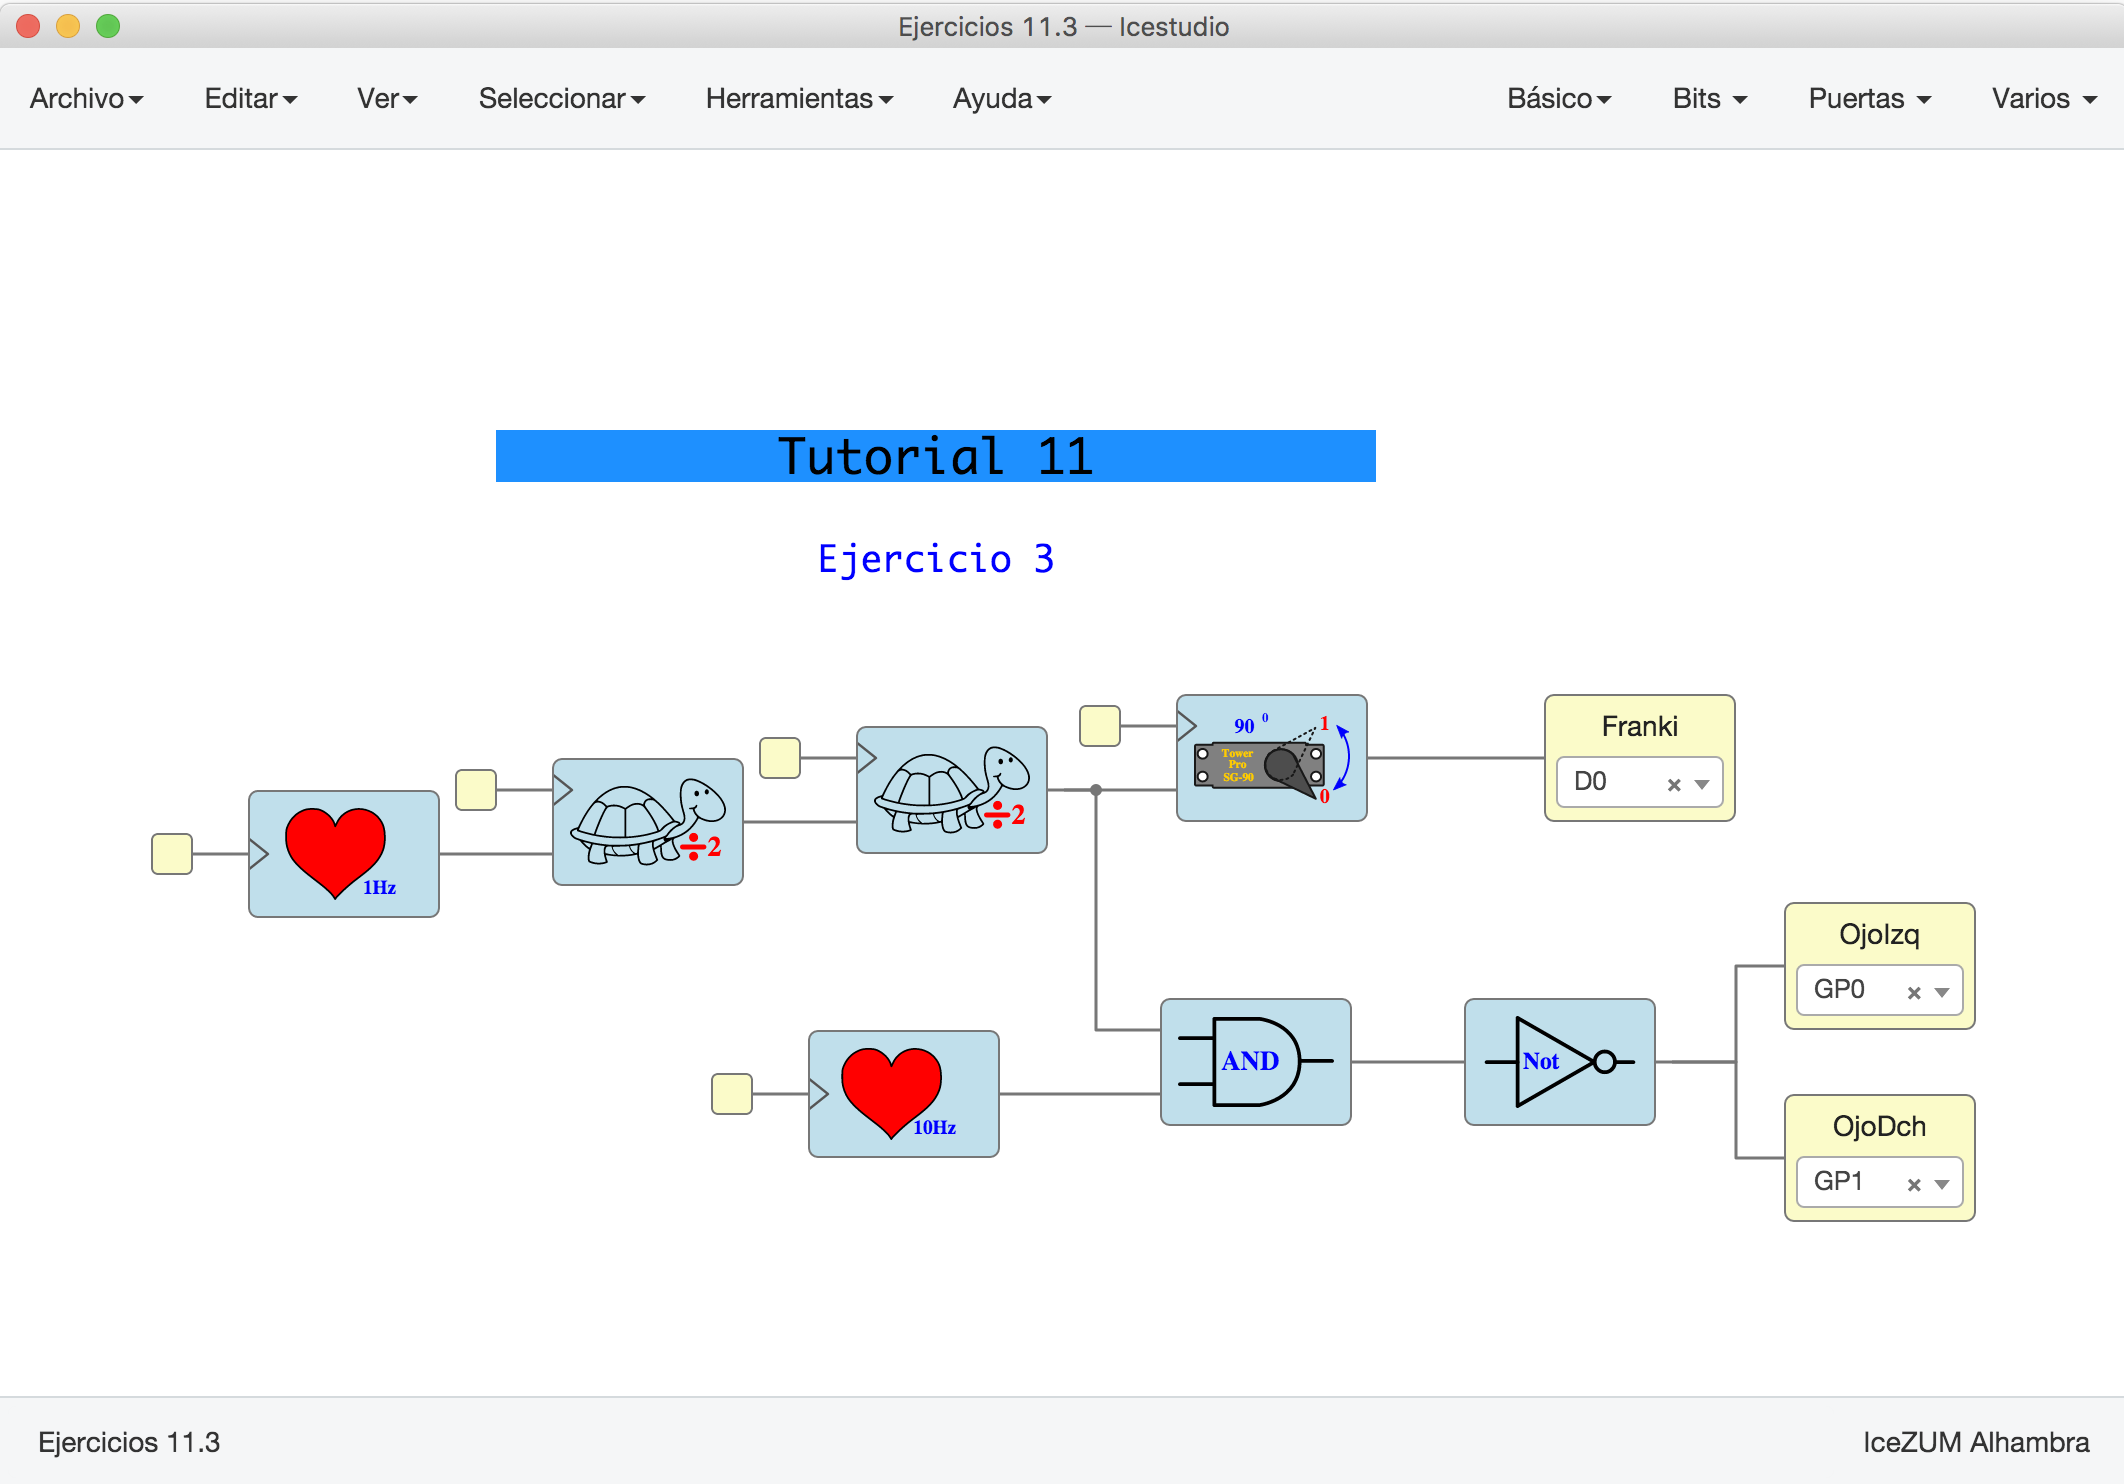 Ejercicios 11.3 — Icestudio
Archivo Editar Ver Seleccionar Herramientas Ayuda Básico Bits Puertas Varios
Tutorial 11
Ejercicio 3
1Hz
÷2
÷2
90 0
1
Tower
Pro
SG-90
0
Franki
D0
10Hz
AND
Not
OjoIzq
GP0
OjoDch
GP1
Ejercicios 11.3
IceZUM Alhambra